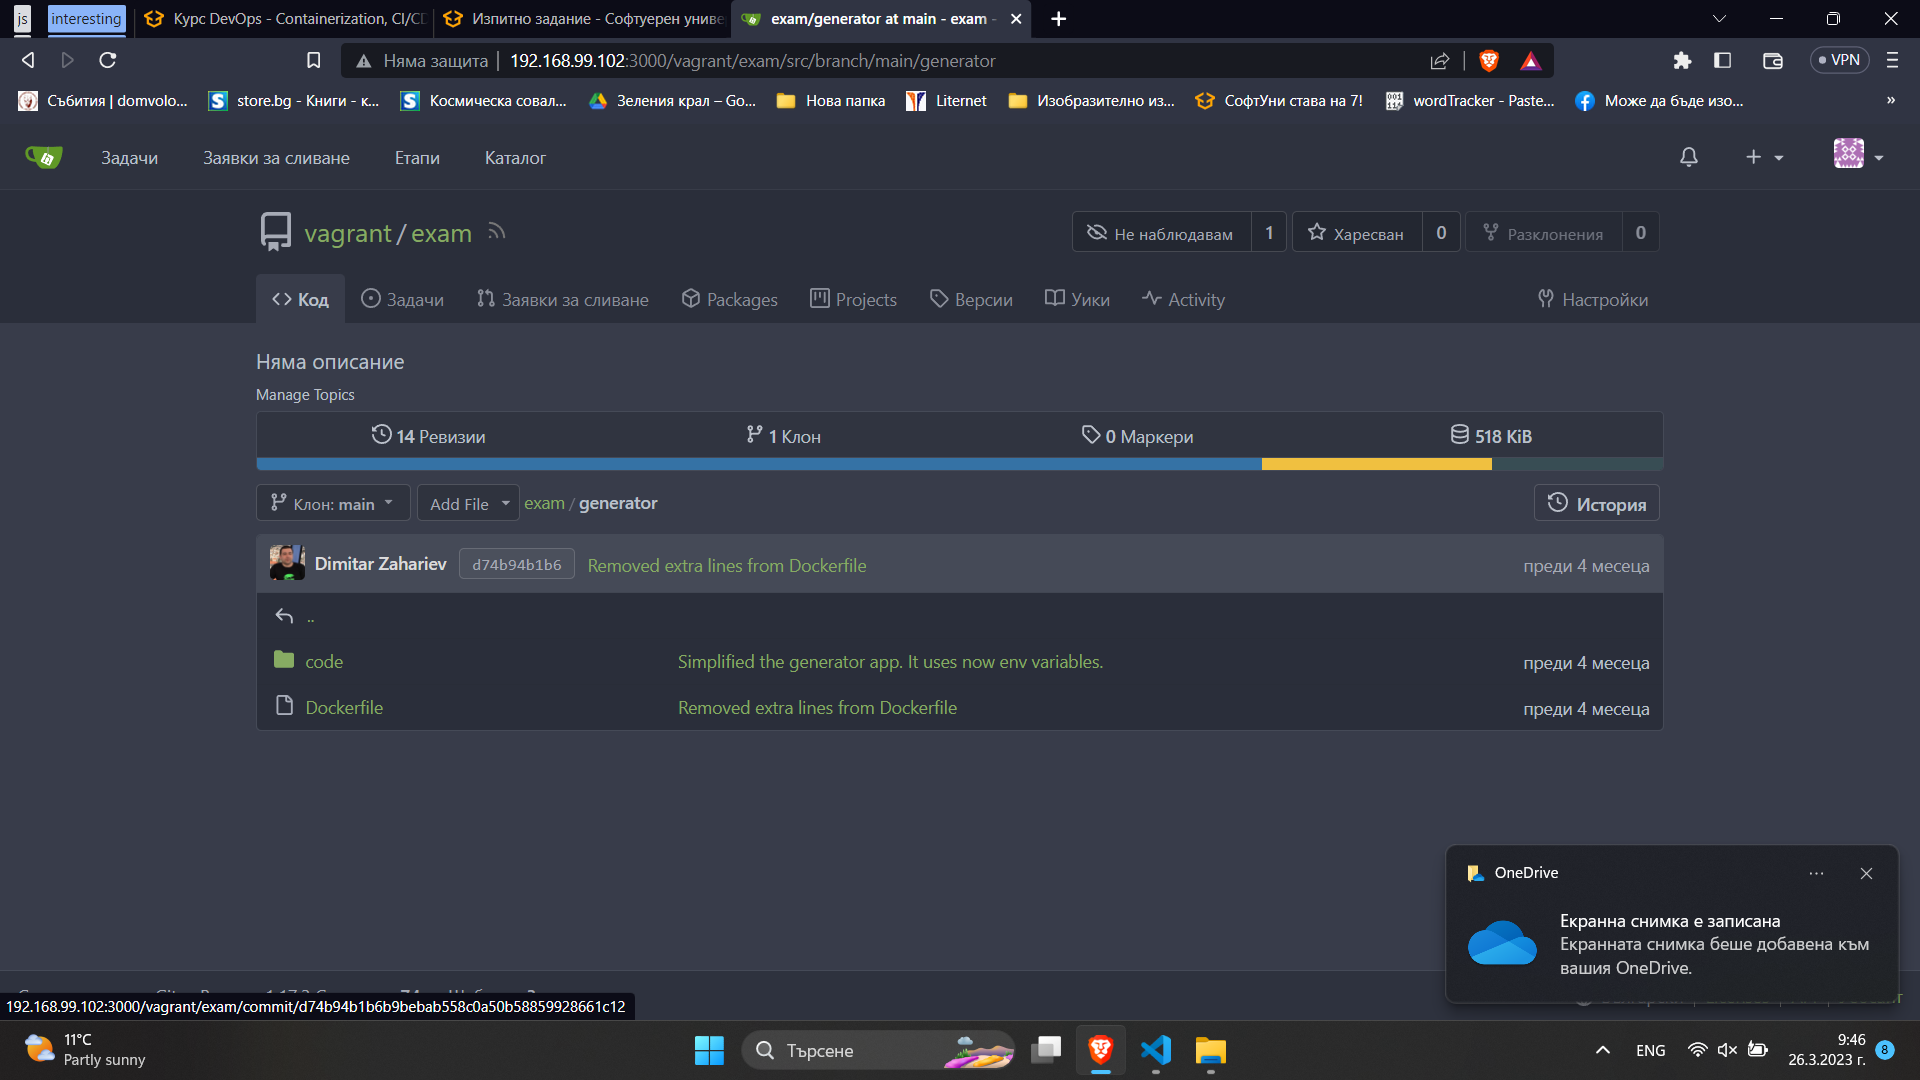 js
interesting
Курс DevOps - Containerization, CI/CD
Изпитно задание - Софтуерен униве
exam/generator at main - exam -
Няма защита
192.168.99.102:3000/vagrant/exam/src/branch/main/generator
VPN
Събития | domvolo...
store.bg - Книги - к...
Космическа совал...
Зеления крал – Go...
Нова папка
Liternet
Изобразително из...
СофтУни става на 7!
wordTracker - Paste...
Може да бъде изо...
»
Задачи
Заявки за сливане
Етапи
Каталог
vagrant / exam
Не наблюдавам 1
Харесван 0
Разклонения 0
Код
Задачи
Заявки за сливане
Packages
Projects
Версии
Уики
Activity
Настройки
Няма описание
Manage Topics
14 Ревизии
1 Клон
0 Маркери
518 KiB
Клон: main
Add File
exam / generator
История
Dimitar Zahariev
d74b94b1b6
Removed extra lines from Dockerfile
преди 4 месеца
..
code
Simplified the generator app. It uses now env variables.
преди 4 месеца
Dockerfile
Removed extra lines from Dockerfile
преди 4 месеца
OneDrive
Екранна снимка е записана
Екранната снимка беше добавена към
вашия OneDrive.
192.168.99.102:3000/vagrant/exam/commit/d74b94b1b6b9bebab558c0a50b58859928661c12
11°C
Partly sunny
Търсене
ENG
9:46
26.3.2023 г.
8